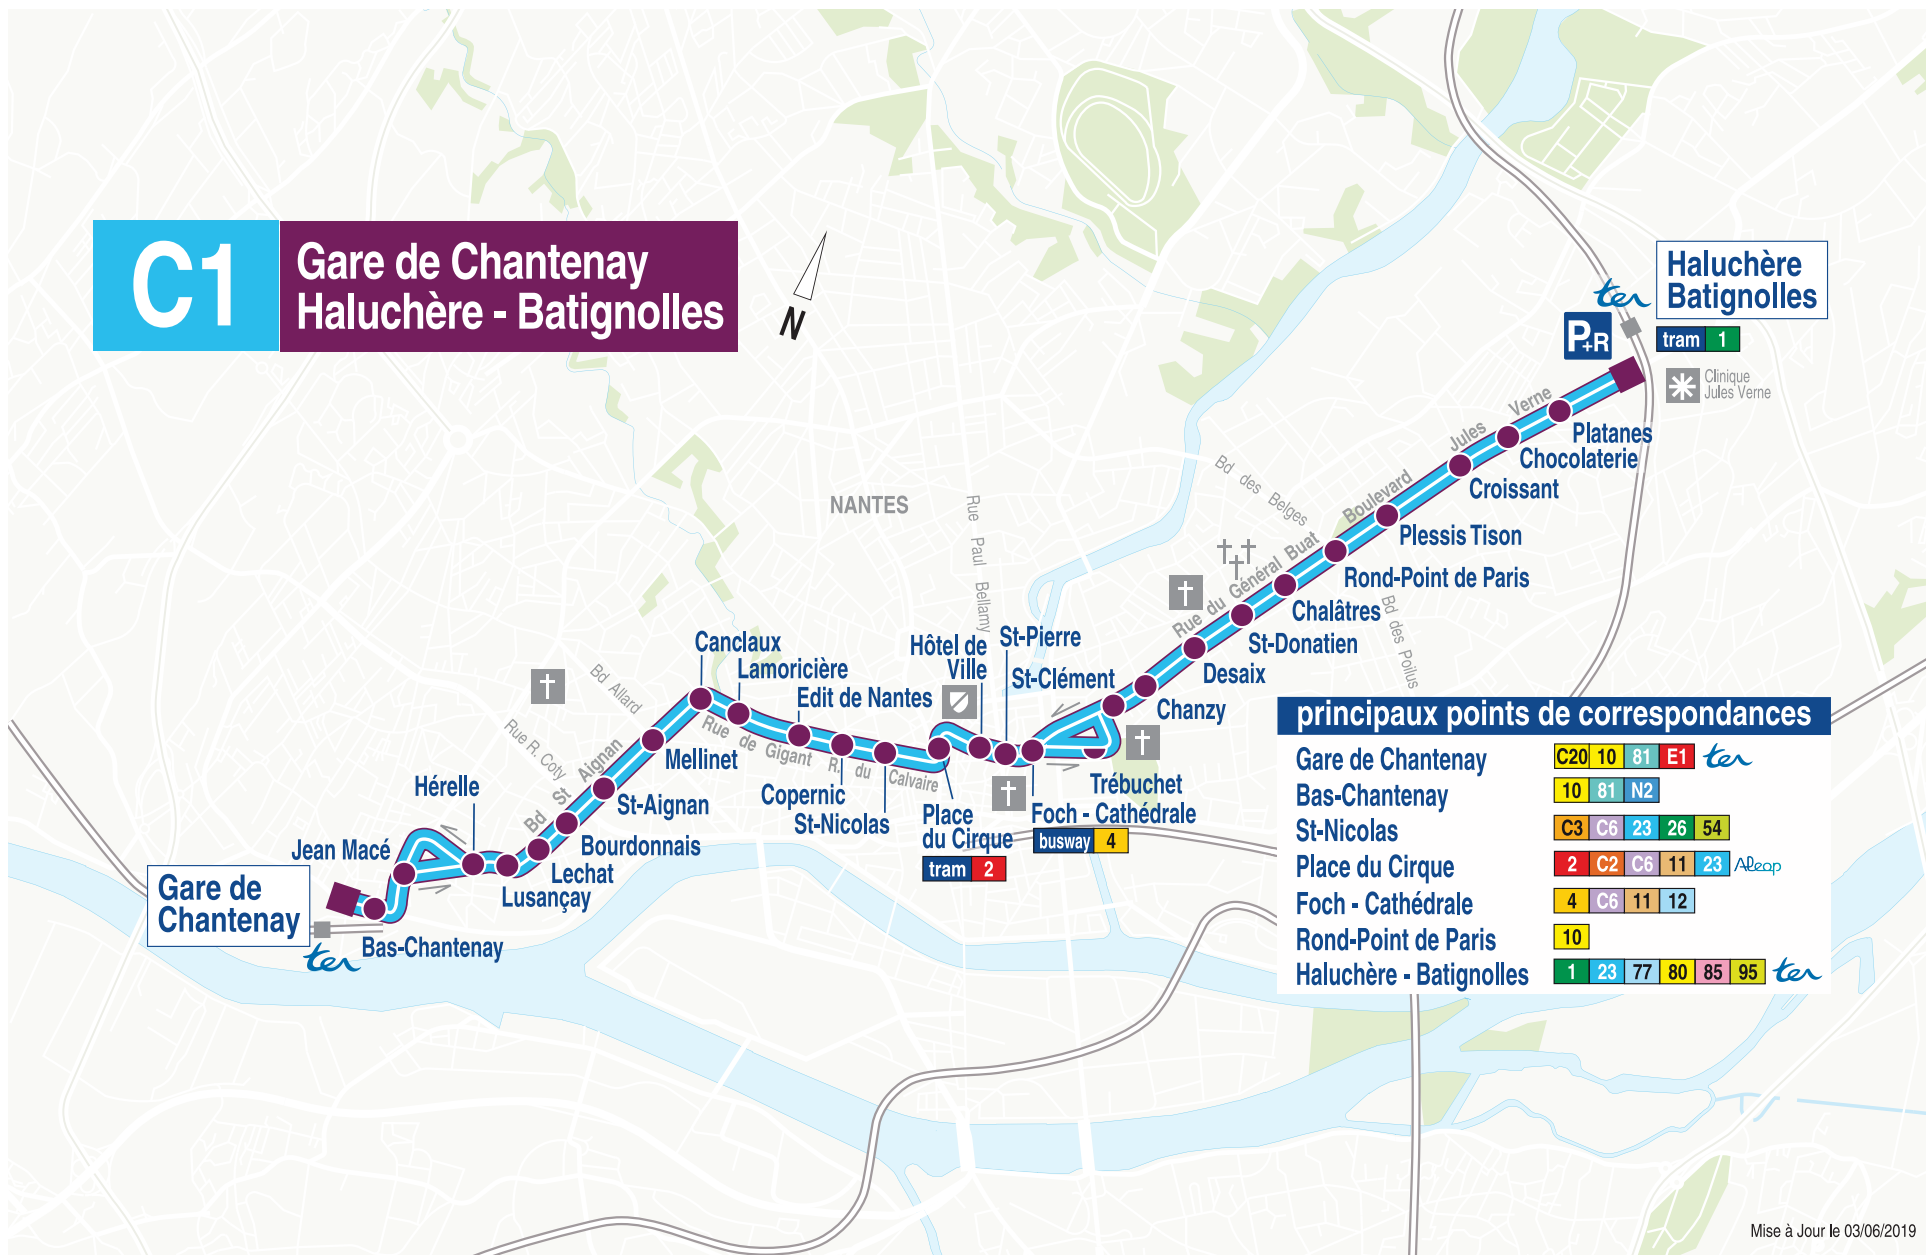 C1
Gare de Chantenay
Haluchère - Batignolles
N
Haluchère
Batignolles
ter
P+R
tram 1
Clinique
Jules Verne
Platanes
Chocolaterie
Croissant
Plessis Tison
Rond-Point de Paris
Chalâtres
St-Donatien
Desaix
Chanzy
Boulevard Jules Verne
Bd des Belges
Rue du Général Buat
Bd des Poilus
NANTES
Rue Paul Bellamy
St-Pierre
Hôtel de
Ville
St-Clément
Canclaux
Lamoricière
Edit de Nantes
Bd Allard
Rue R. Coty
Bd St Aignan
Rue de Gigant
R. du Calvaire
Mellinet
St-Aignan
Bourdonnais
Lechat
Lusançay
Hérelle
Jean Macé
Copernic
St-Nicolas
Place
du Cirque
tram 2
Trébuchet
Foch - Cathédrale
busway 4
Gare de
Chantenay
ter
Bas-Chantenay
principaux points de correspondances
Gare de Chantenay C20 10 81 E1 ter
Bas-Chantenay 10 81 N2
St-Nicolas C3 C6 23 26 54
Place du Cirque 2 C2 C6 11 23 Aleop
Foch - Cathédrale 4 C6 11 12
Rond-Point de Paris 10
Haluchère - Batignolles 1 23 77 80 85 95 ter
Mise à Jour le 03/06/2019